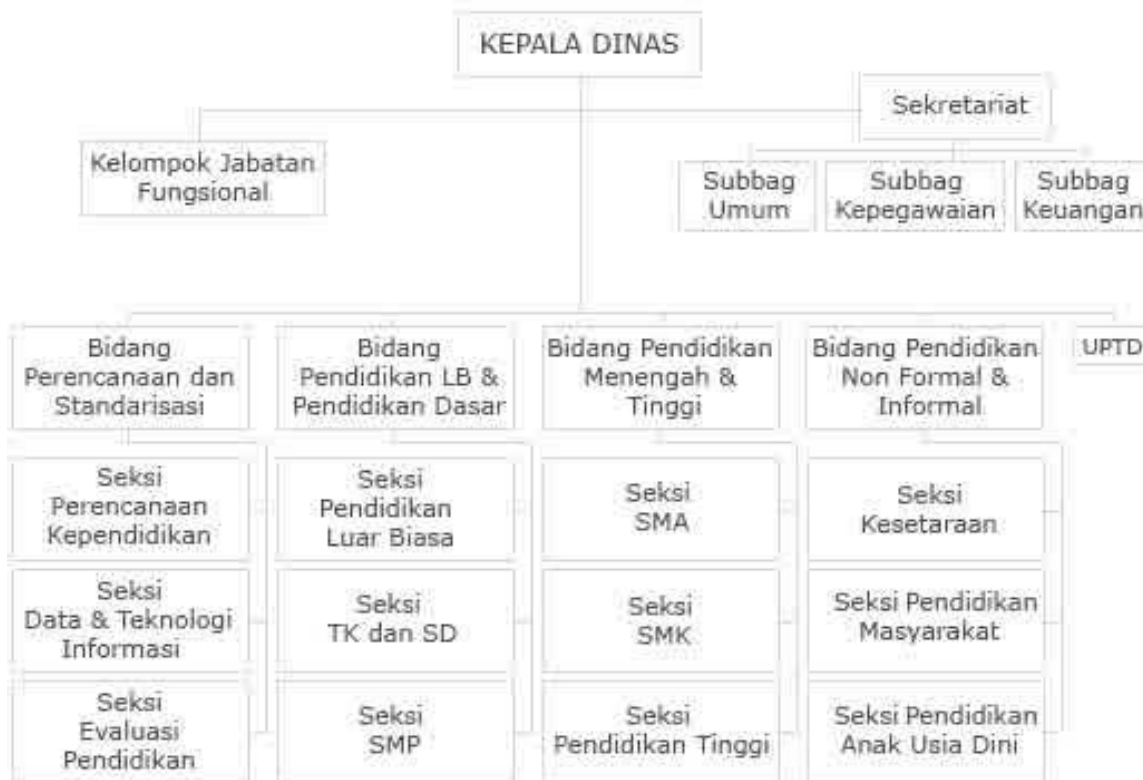 KEPALA DINAS
Sekretariat
Kelompok Jabatan
Fungsional
Subbag
Umum
Subbag
Kepegawaian
Subbag
Keuangan
Bidang
Perencanaan dan
Standarisasi
Bidang
Pendidikan LB &
Pendidikan Dasar
Bidang Pendidikan
Menengah &
Tinggi
Bidang Pendidikan
Non Formal &
Informal
UPTD
Seksi
Perencanaan
Kependidikan
Seksi
Pendidikan
Luar Biasa
Seksi
SMA
Seksi
Kesetaraan
Seksi
Data & Teknologi
Informasi
Seksi
TK dan SD
Seksi
SMK
Seksi Pendidikan
Masyarakat
Seksi
Evaluasi
Pendidikan
Seksi
SMP
Seksi
Pendidikan Tinggi
Seksi Pendidikan
Anak Usia Dini